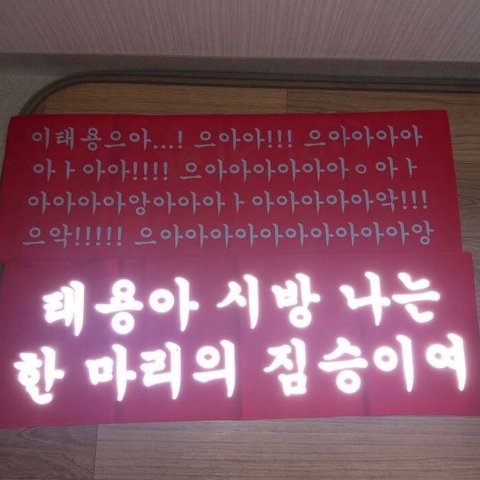 이태용으아...! 으아아!!! 으아아아아
아ㅏ아아!!!! 으아아아아아아ㅇ아ㅏ
아아아아앙아아아ㅏ아아아아아악!!!
으악!!!!! 으아아아아아아아아아아앙
태용아 시방 나는
한 마리의 짐승이여